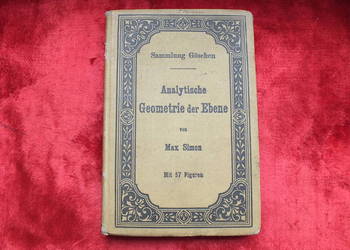 Sammlung Göschen
Analytische
Geometrie der Ebene
von
Max Simon
Mit 57 Figuren